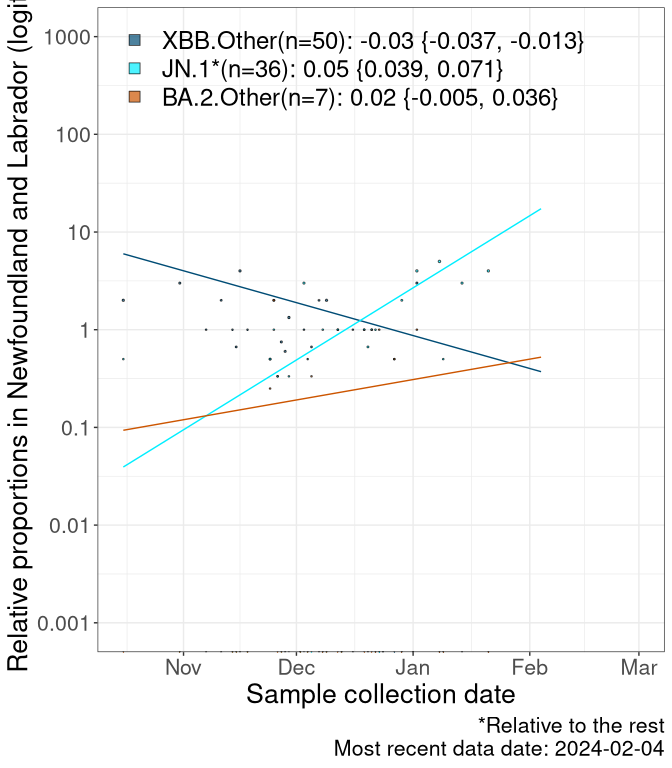 Relative proportions in Newfoundland and Labrador
XBB.Other(n=50): -0.03 {-0.037, -0.013}
JN.1*(n=36): 0.05 {0.039, 0.071}
BA.2.Other(n=7): 0.02 {-0.005, 0.036}
1000
100
10
1
0.1
0.01
0.001
Nov Dec Jan Feb Mar
Sample collection date
*Relative to the rest
Most recent data date: 2024-02-04